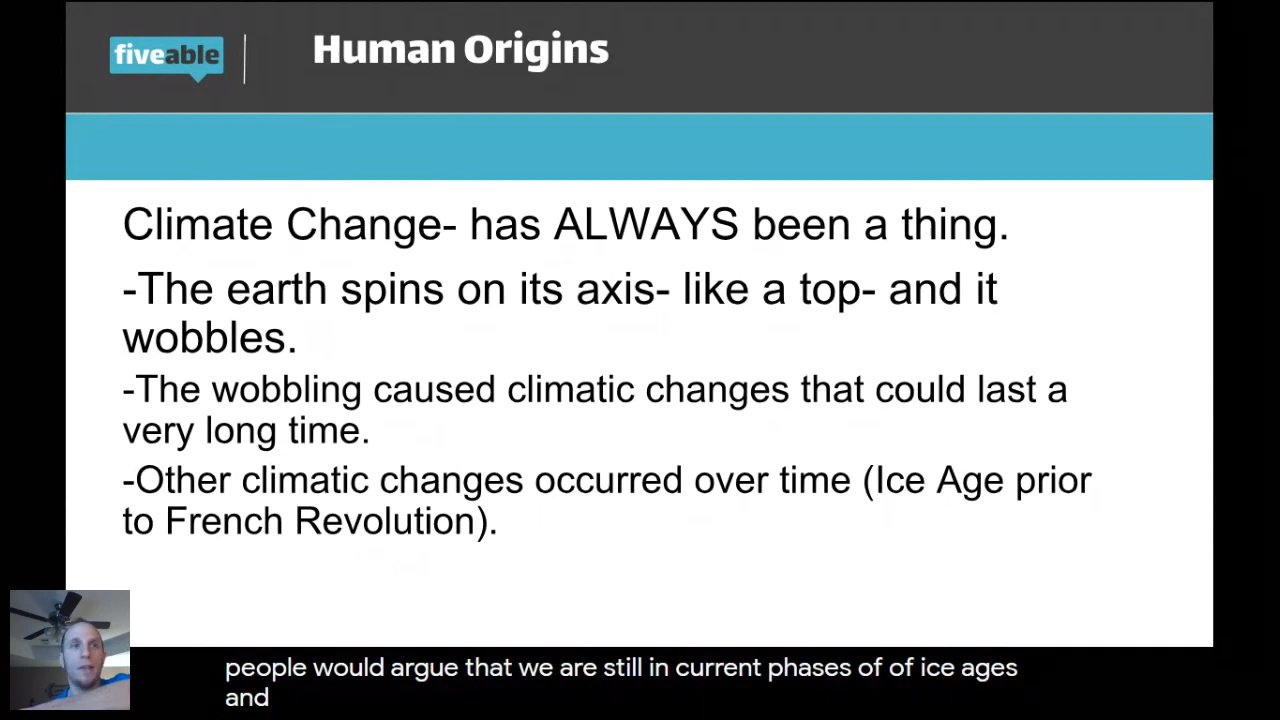 fiveable
Human Origins
Climate Change- has ALWAYS been a thing.
-The earth spins on its axis- like a top- and it
wobbles.
-The wobbling caused climatic changes that could last a
very long time.
-Other climatic changes occurred over time (Ice Age prior
to French Revolution).
people would argue that we are still in current phases of of ice ages
and